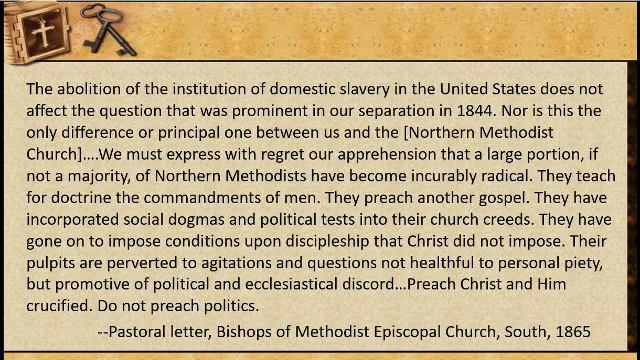 The abolition of the institution of domestic slavery in the United States does not
affect the question that was prominent in our separation in 1844. Nor is this the
only difference or principal one between us and the [Northern Methodist
Church]....We must express with regret our apprehension that a large portion, if
not a majority, of Northern Methodists have become incurably radical. They teach
for doctrine the commandments of men. They preach another gospel. They have
incorporated social dogmas and political tests into their church creeds. They have
gone on to impose conditions upon discipleship that Christ did not impose. Their
pulpits are perverted to agitations and questions not healthful to personal piety,
but promotive of political and ecclesiastical discord…Preach Christ and Him
crucified. Do not preach politics.
--Pastoral letter, Bishops of Methodist Episcopal Church, South, 1865